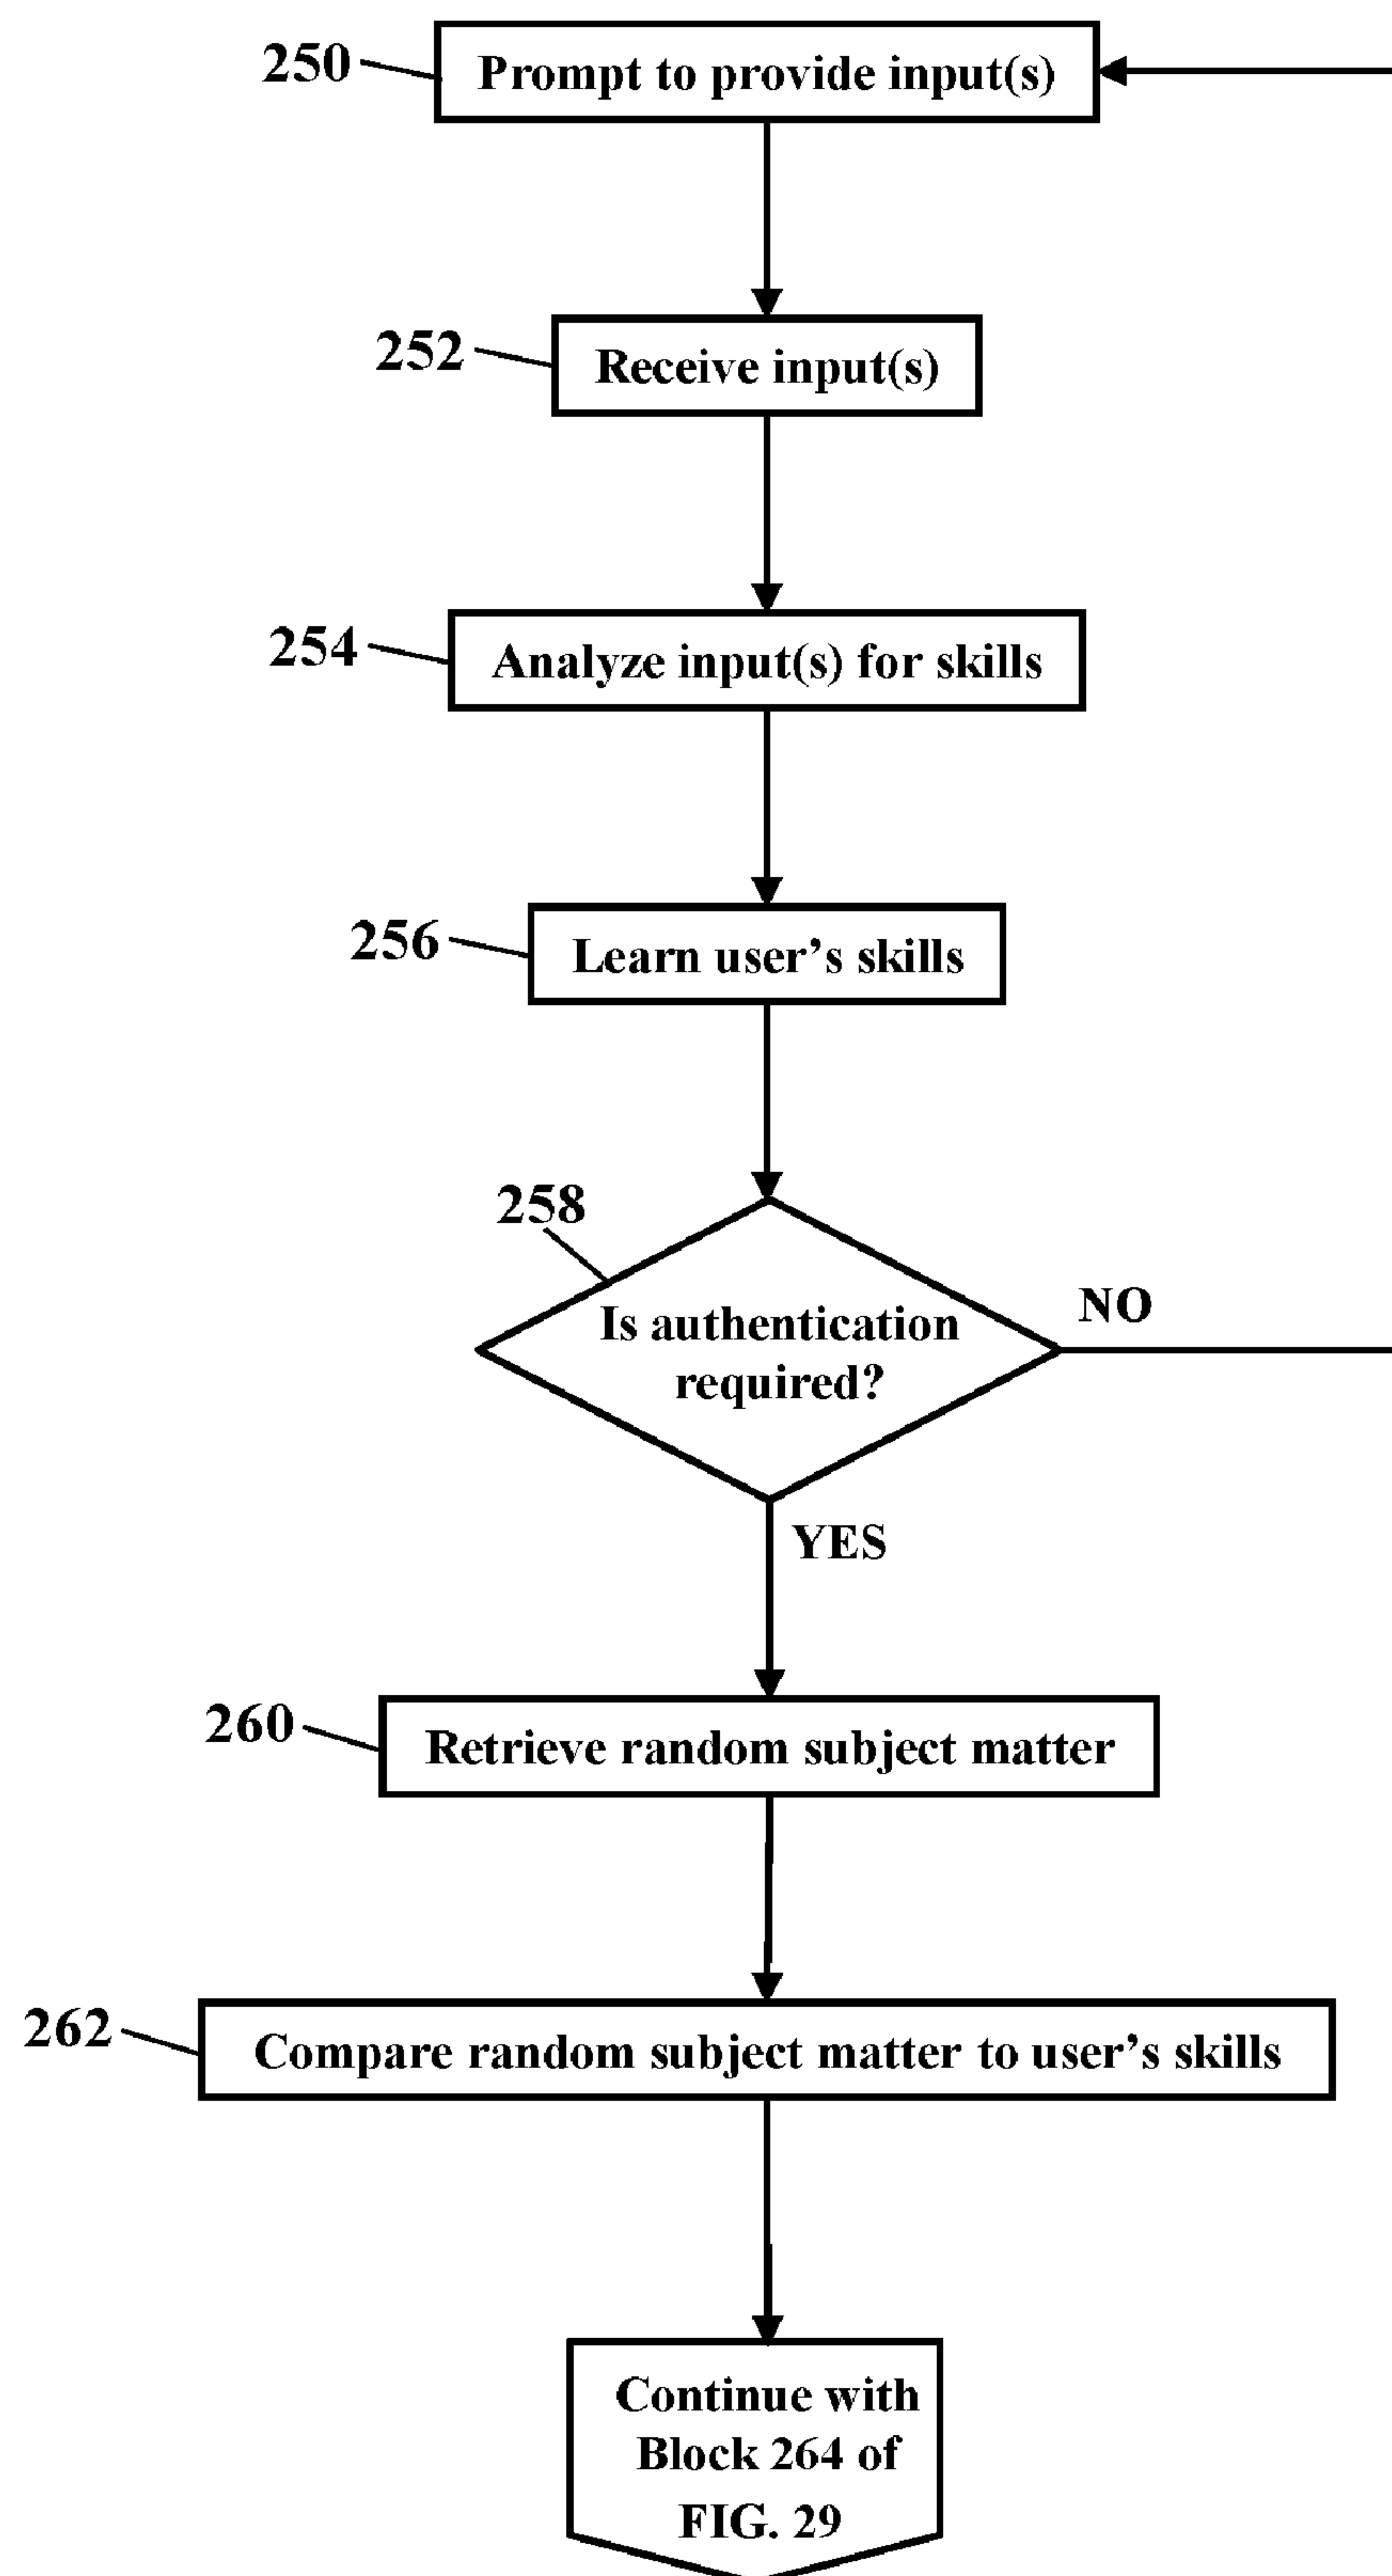 250
Prompt to provide input(s)
252
Receive input(s)
254
Analyze input(s) for skills
256
Learn user’s skills
258
Is authentication
required?
NO
YES
260
Retrieve random subject matter
262
Compare random subject matter to user’s skills
Continue with
Block 264 of
FIG. 29